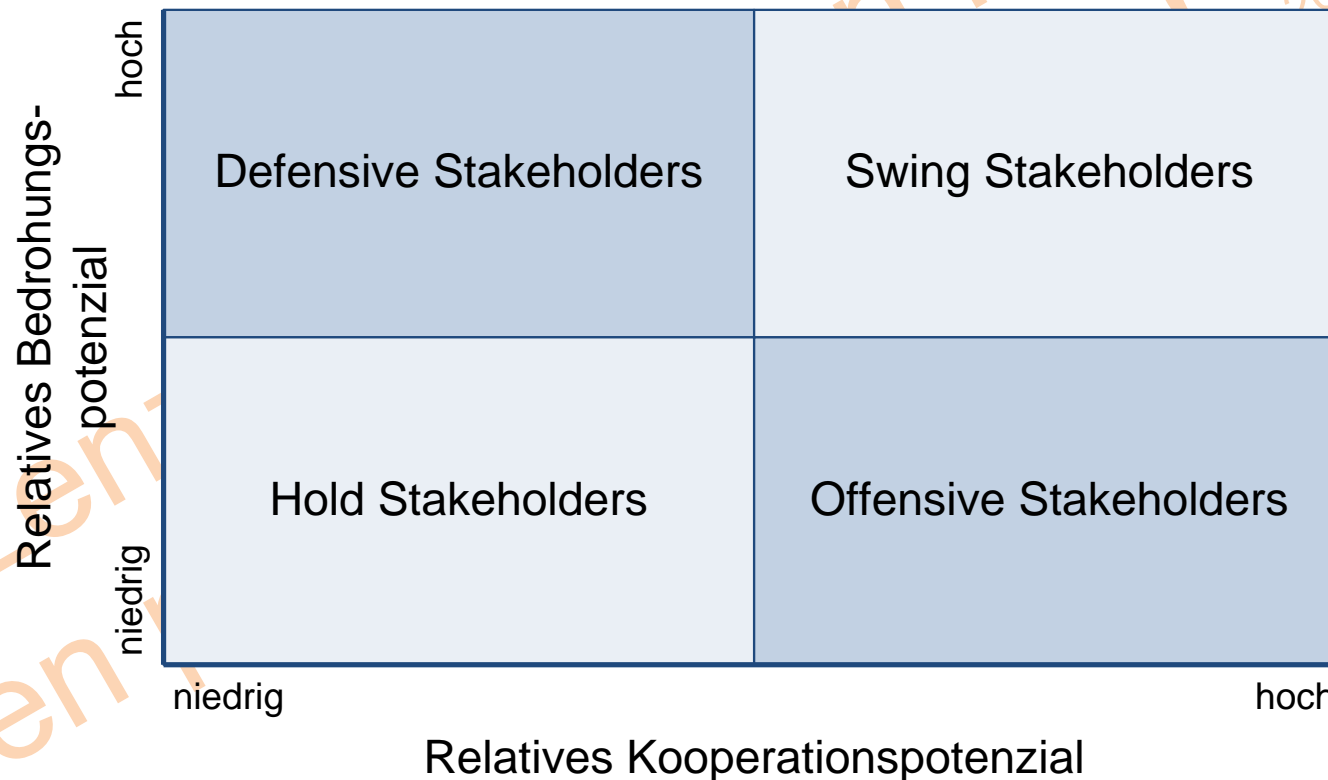 hoch
Relatives Bedrohungs-
potenzial
niedrig
Defensive Stakeholders
Swing Stakeholders
Hold Stakeholders
Offensive Stakeholders
niedrig
hoch
Relatives Kooperationspotenzial